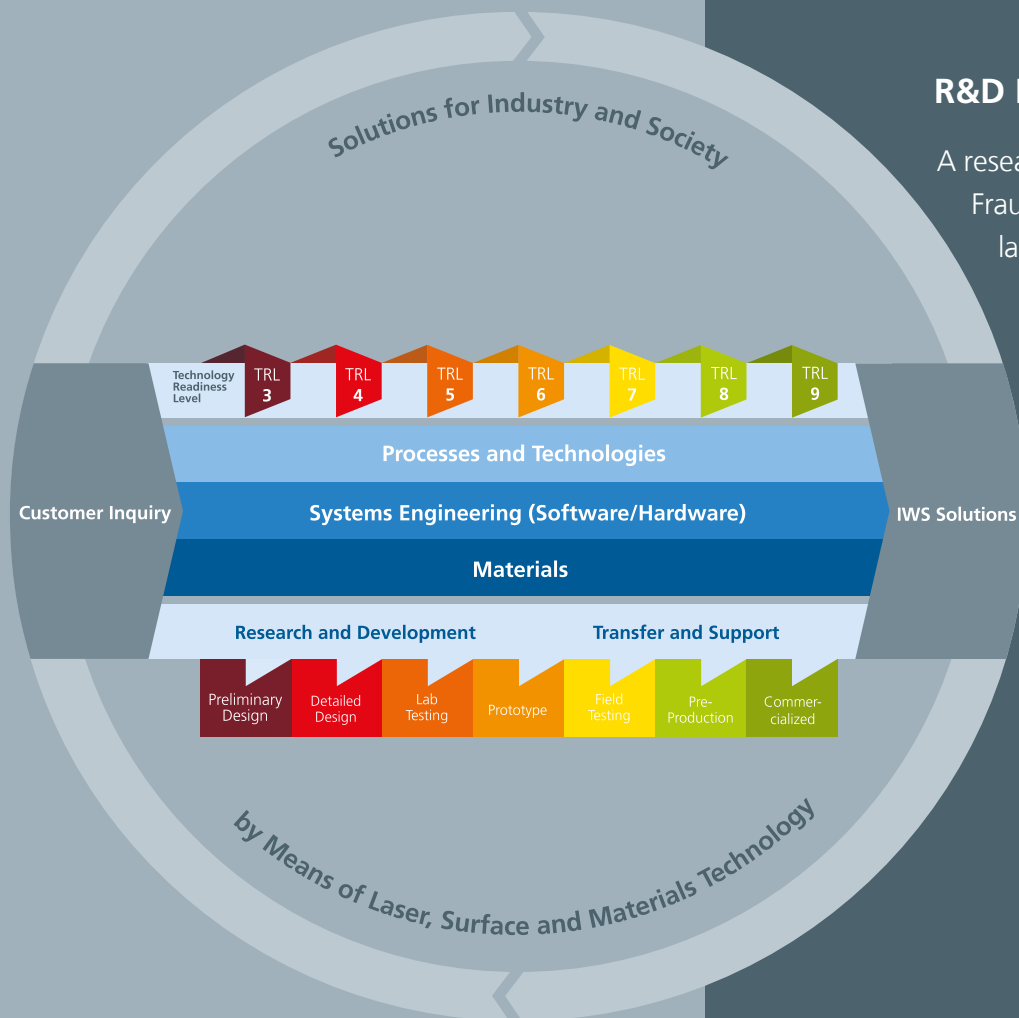 R&D
A
Solutions for Industry and Society
Technology
Readiness
Level
TRL
3
TRL
4
TRL
5
TRL
6
TRL
7
TRL
8
TRL
9
Processes and Technologies
Customer Inquiry
Systems Engineering (Software/Hardware)
IWS Solutions
Materials
Research and Development
Transfer and Support
Preliminary
Design
Detailed
Design
Lab
Testing
Prototype
Field
Testing
Pre-
Production
Commer-
cialized
by Means of Laser, Surface and Materials Technology